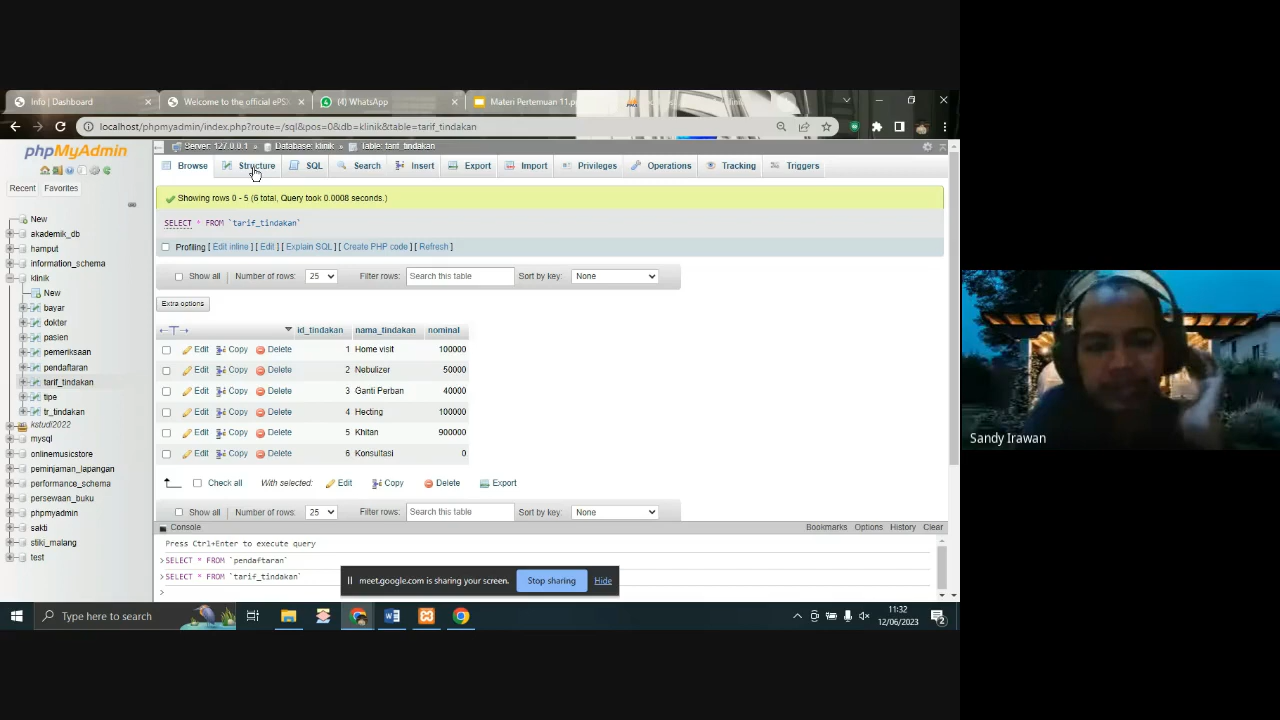 Info | Dashboard
Welcome to the official ePS
(4) WhatsApp
Materi Pertemuan 11.p
localhost/phpmyadmin/index.php?route=/sql&pos=0&db=klinik&table=tarif_tindakan
phpMyAdmin
Recent Favorites
New
akademik_db
hamput
information_schema
klinik
New
bayar
dokter
pasien
pemeriksaan
pendaftaran
tarif_tindakan
tipe
tr_tindakan
kstudi2022
mysql
onlinemusicstore
peminjaman_lapangan
performance_schema
persewaan_buku
phpmyadmin
sakti
stiki_malang
test
Server: 127.0.0.1 » Database: klinik » Table: tarif_tindakan
Browse Structure SQL Search Insert Export Import Privileges Operations Tracking Triggers
Showing rows 0 - 5 (6 total, Query took 0.0008 seconds.)
SELECT * FROM `tarif_tindakan`
Profiling [ Edit inline ] [ Edit ] [ Explain SQL ] [ Create PHP code ] [ Refresh ]
Show all Number of rows: 25 Filter rows: Search this table Sort by key: None
Extra options
id_tindakan nama_tindakan nominal
Edit Copy Delete 1 Home visit 100000
Edit Copy Delete 2 Nebulizer 50000
Edit Copy Delete 3 Ganti Perban 40000
Edit Copy Delete 4 Hecting 100000
Edit Copy Delete 5 Khitan 900000
Edit Copy Delete 6 Konsultasi 0
Check all With selected: Edit Copy Delete Export
Show all Number of rows: 25 Filter rows: Search this table Sort by key: None
Console Bookmarks Options History Clear
Press Ctrl+Enter to execute query
>SELECT * FROM `pendaftaran`
>SELECT * FROM `tarif_tindakan`
>
meet.google.com is sharing your screen. Stop sharing Hide
Type here to search
11:32
12/06/2023
2
Sandy Irawan